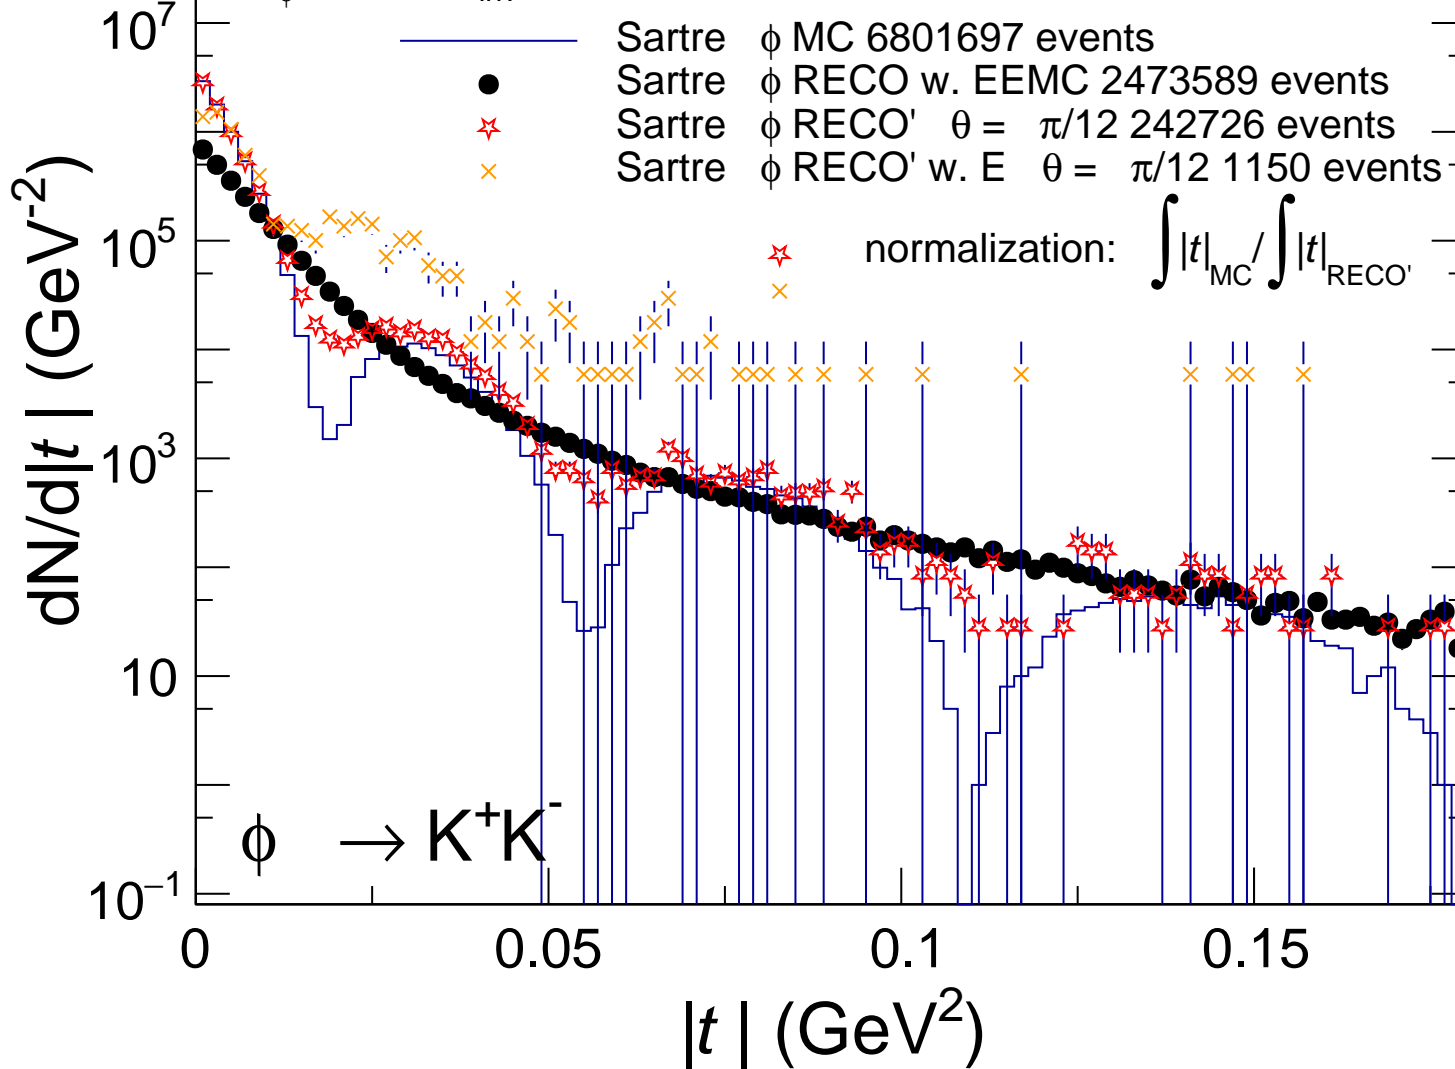 Sartre ϕ MC 6801697 events
Sartre ϕ RECO w. EEMC 2473589 events
Sartre ϕ RECO' θ = π/12 242726 events
Sartre ϕ RECO' w. E θ = π/12 1150 events
normalization: ∫|t|MC/∫|t|RECO'
dN/d|t | (GeV⁻²)
10⁷
10⁵
10³
10
10⁻¹
ϕ → K⁺K⁻
0 0.05 0.1 0.15
|t | (GeV²)